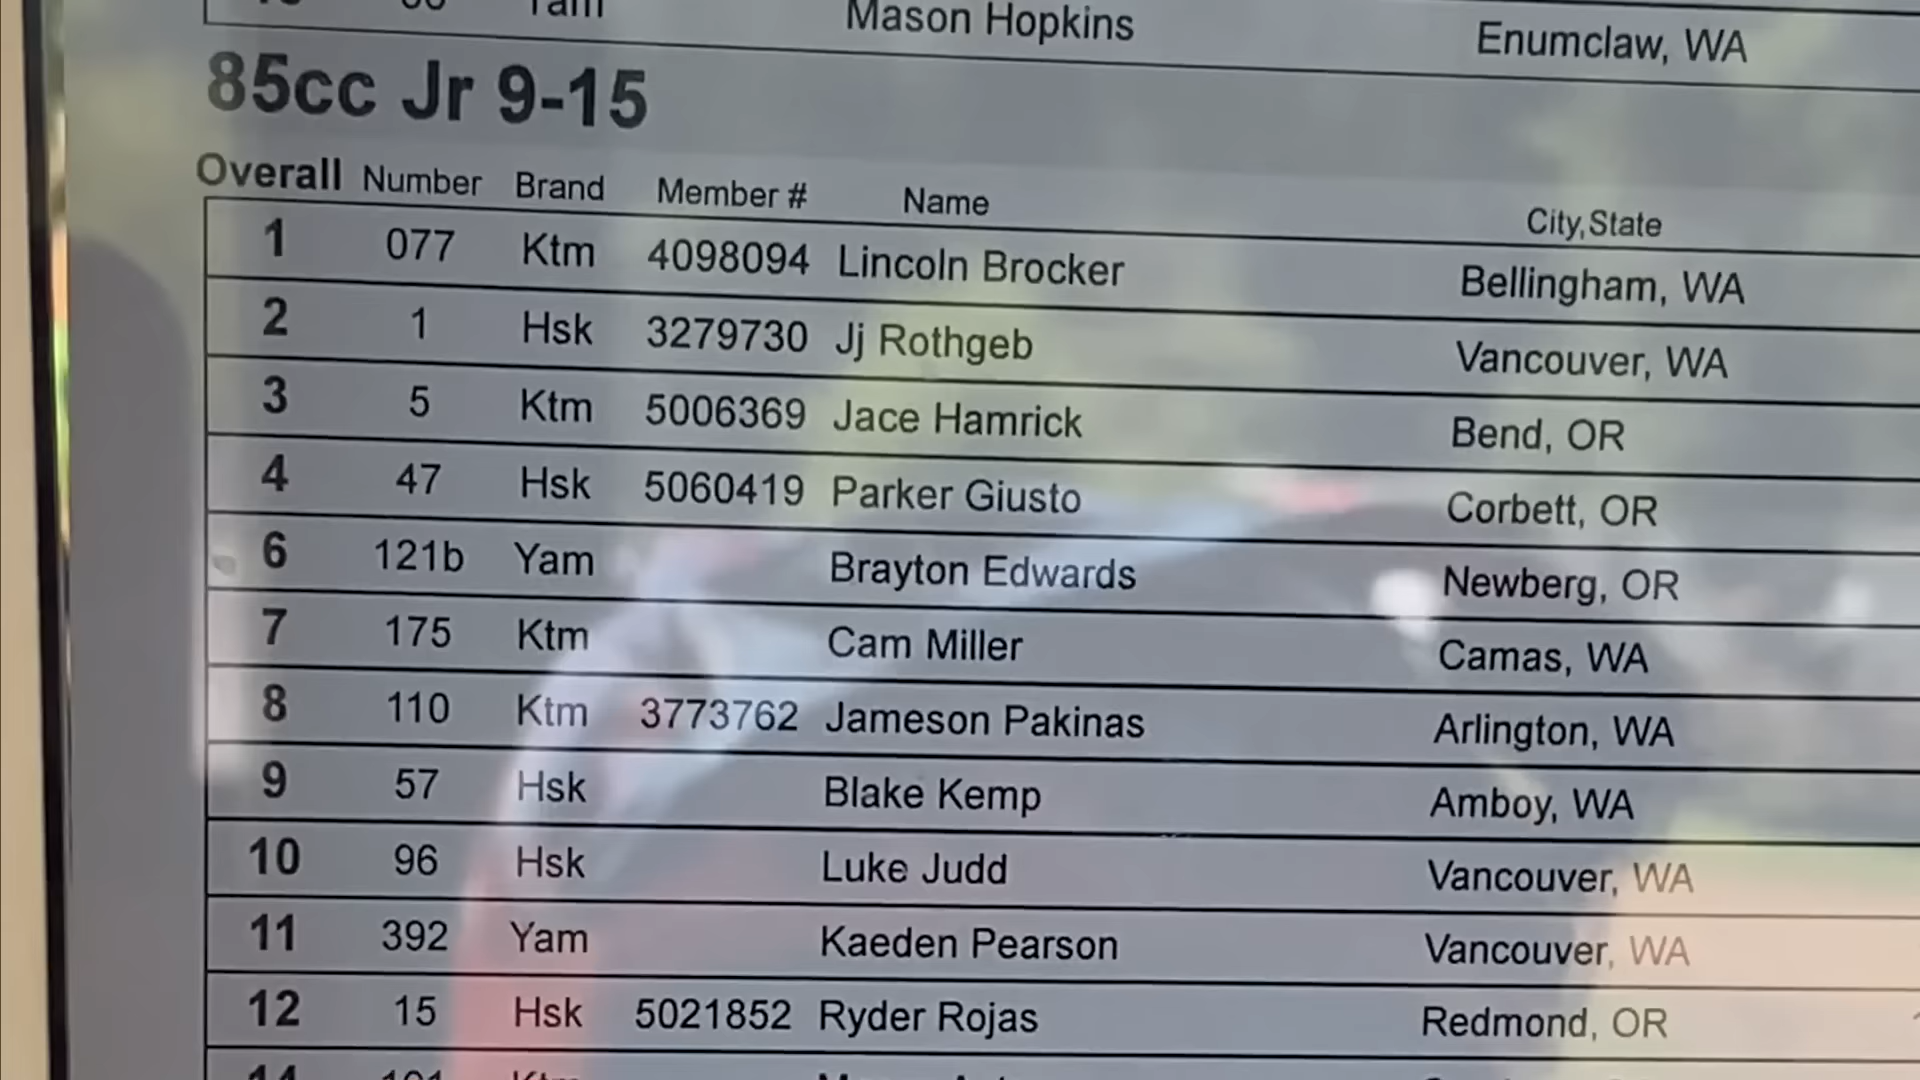 Yam Mason Hopkins Enumclaw, WA
85cc Jr 9-15
Overall Number Brand Member # Name City,State
1 077 Ktm 4098094 Lincoln Brocker Bellingham, WA
2 1 Hsk 3279730 Jj Rothgeb Vancouver, WA
3 5 Ktm 5006369 Jace Hamrick Bend, OR
4 47 Hsk 5060419 Parker Giusto Corbett, OR
6 121b Yam Brayton Edwards Newberg, OR
7 175 Ktm Cam Miller Camas, WA
8 110 Ktm 3773762 Jameson Pakinas Arlington, WA
9 57 Hsk Blake Kemp Amboy, WA
10 96 Hsk Luke Judd Vancouver, WA
11 392 Yam Kaeden Pearson Vancouver, WA
12 15 Hsk 5021852 Ryder Rojas Redmond, OR